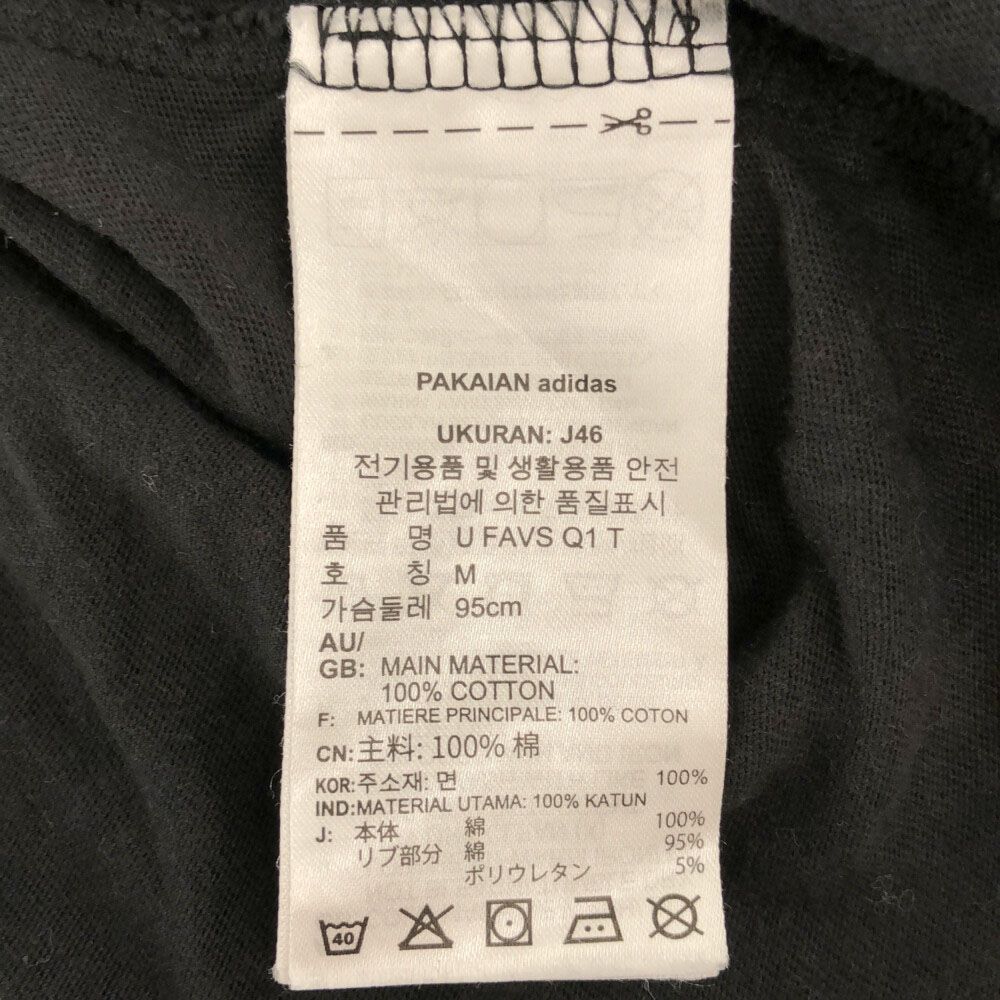 PAKAIAN adidas
UKURAN: J46
전기용품 및 생활용품 안전
관리법에 의한 품질표시
품 명 U FAVS Q1 T
호 칭 M
가슴둘레 95cm
AU/
GB: MAIN MATERIAL:
100% COTTON
F: MATIERE PRINCIPALE: 100% COTON
CN: 主料: 100% 棉
KOR: 주소재: 면 100%
IND: MATERIAL UTAMA: 100% KATUN
J: 本体 綿 100%
リブ部分 綿 95%
ポリウレタン 5%
40